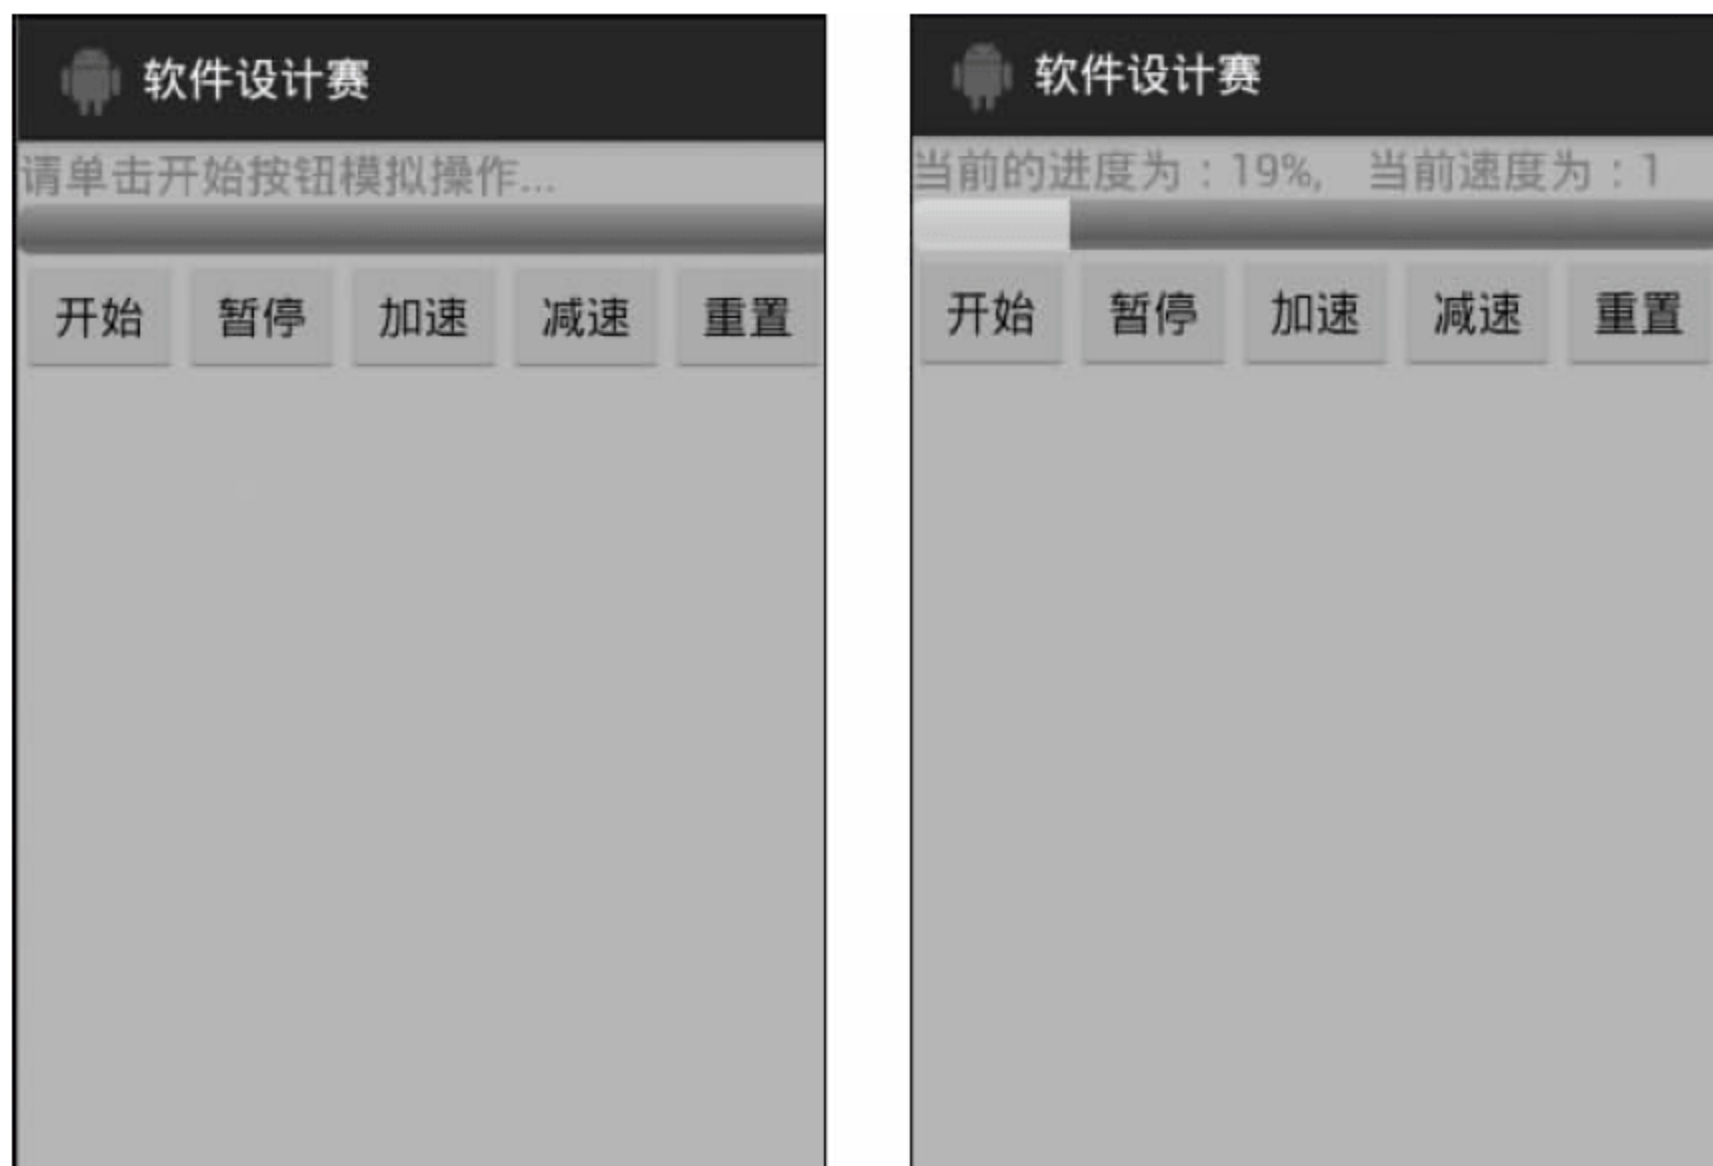 软件设计赛
请单击开始按钮模拟操作...
开始 暂停 加速 减速 重置
软件设计赛
当前的进度为：19%, 当前速度为：1
开始 暂停 加速 减速 重置